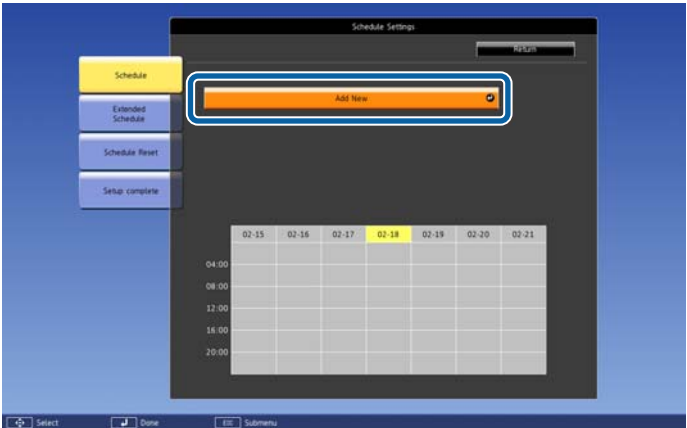 Schedule Settings
Return
Schedule
Add New
Extended
Schedule
Schedule Reset
Setup complete
02-15 02-16 02-17 02-18 02-19 02-20 02-21
04:00
08:00
12:00
16:00
20:00
Select Done Esc Submenu